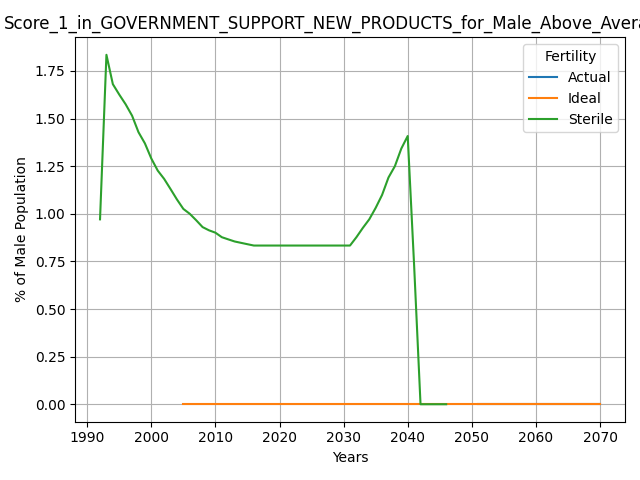 Score_1_in_GOVERNMENT_SUPPORT_NEW_PRODUCTS_for_Male_Above_Avera
Fertility
Actual
Ideal
Sterile
% of Male Population
1.75
1.50
1.25
1.00
0.75
0.50
0.25
0.00
1990 2000 2010 2020 2030 2040 2050 2060 2070
Years